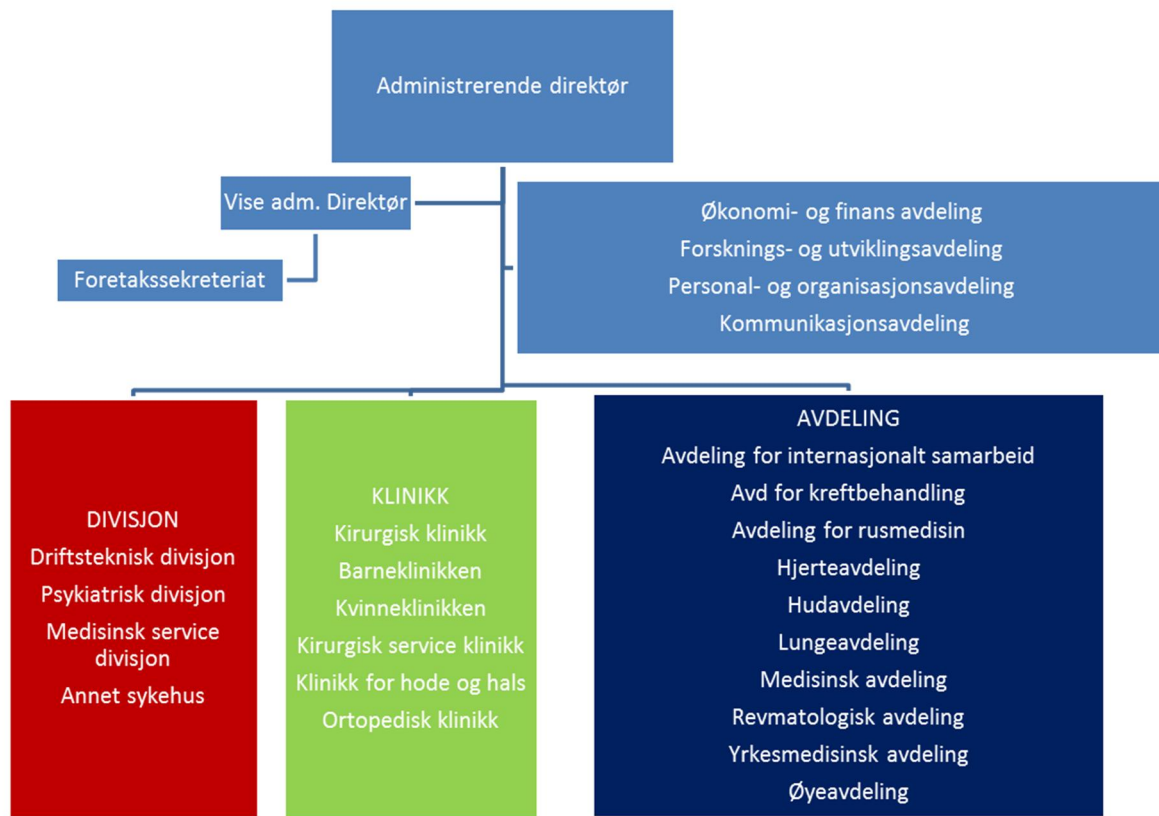 Administrerende direktør
Vise adm. Direktør
Foretakssekreteriat
Økonomi- og finans avdeling
Forsknings- og utviklingsavdeling
Personal- og organisasjonsavdeling
Kommunikasjonsavdeling
DIVISJON
Driftsteknisk divisjon
Psykiatrisk divisjon
Medisinsk service
divisjon
Annet sykehus
KLINIKK
Kirurgisk klinikk
Barneklinikken
Kvinneklinikken
Kirurgisk service klinikk
Klinikk for hode og hals
Ortopedisk klinikk
AVDELING
Avdeling for internasjonalt samarbeid
Avd for kreftbehandling
Avdeling for rusmedisin
Hjerteavdeling
Hudavdeling
Lungeavdeling
Medisinsk avdeling
Revmatologisk avdeling
Yrkesmedisinsk avdeling
Øyeavdeling